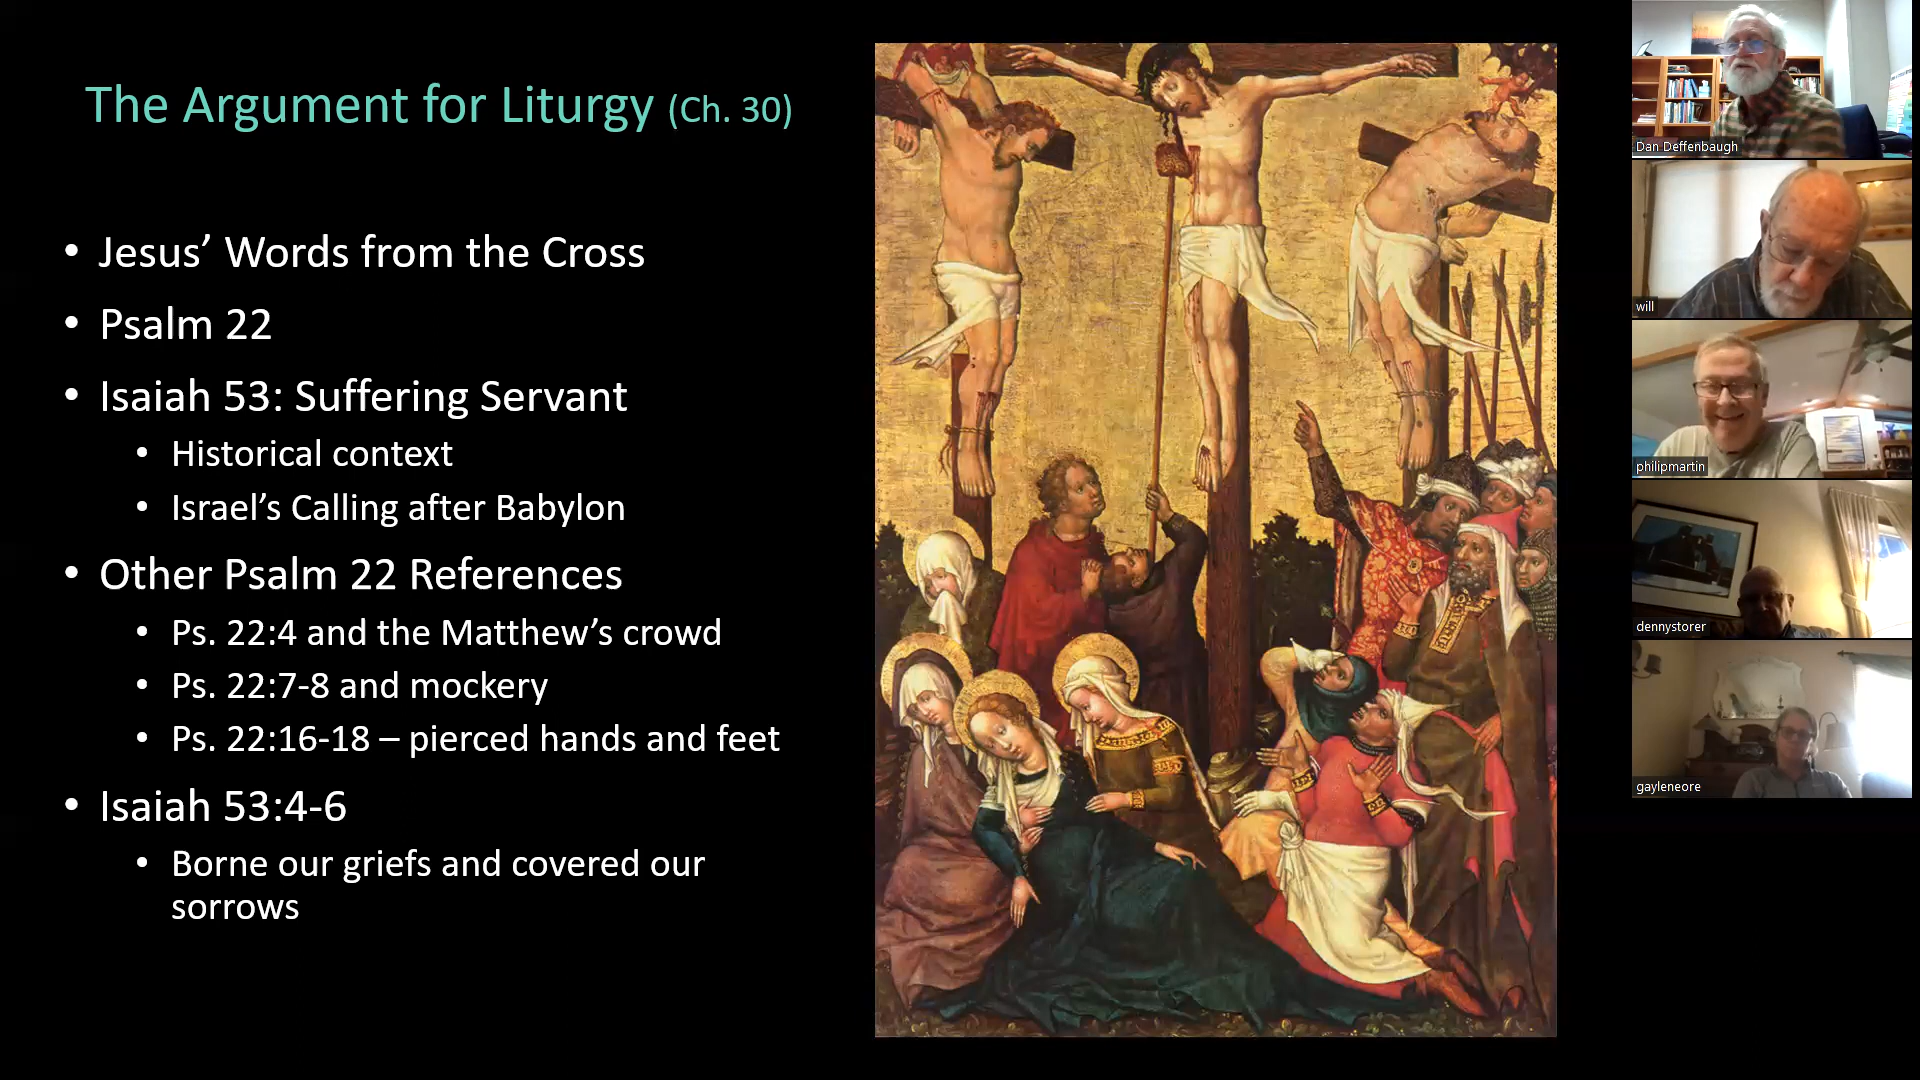 The Argument for Liturgy (Ch. 30)
• Jesus’ Words from the Cross
• Psalm 22
• Isaiah 53: Suffering Servant
• Historical context
• Israel’s Calling after Babylon
• Other Psalm 22 References
• Ps. 22:4 and the Matthew’s crowd
• Ps. 22:7-8 and mockery
• Ps. 22:16-18 – pierced hands and feet
• Isaiah 53:4-6
• Borne our griefs and covered our
sorrows
Dan Deffenbaugh
will
philipmartin
dennystorer
gayleneore